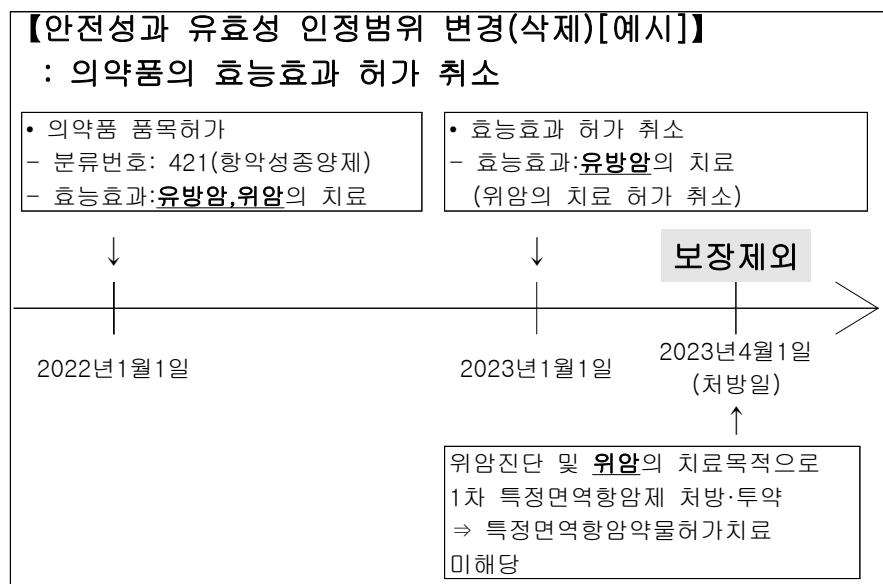 【안전성과 유효성 인정범위 변경(삭제)[예시]】
: 의약품의 효능효과 허가 취소
• 의약품 품목허가
- 분류번호: 421(항악성종양제)
- 효능효과:유방암,위암의 치료
• 효능효과 허가 취소
- 효능효과:유방암의 치료
(위암의 치료 허가 취소)
↓
↓
보장제외
2022년1월1일
2023년1월1일
2023년4월1일
(처방일)
↑
위암진단 및 위암의 치료목적으로
1차 특정면역항암제 처방·투약
⇒ 특정면역항암약물허가치료
미해당